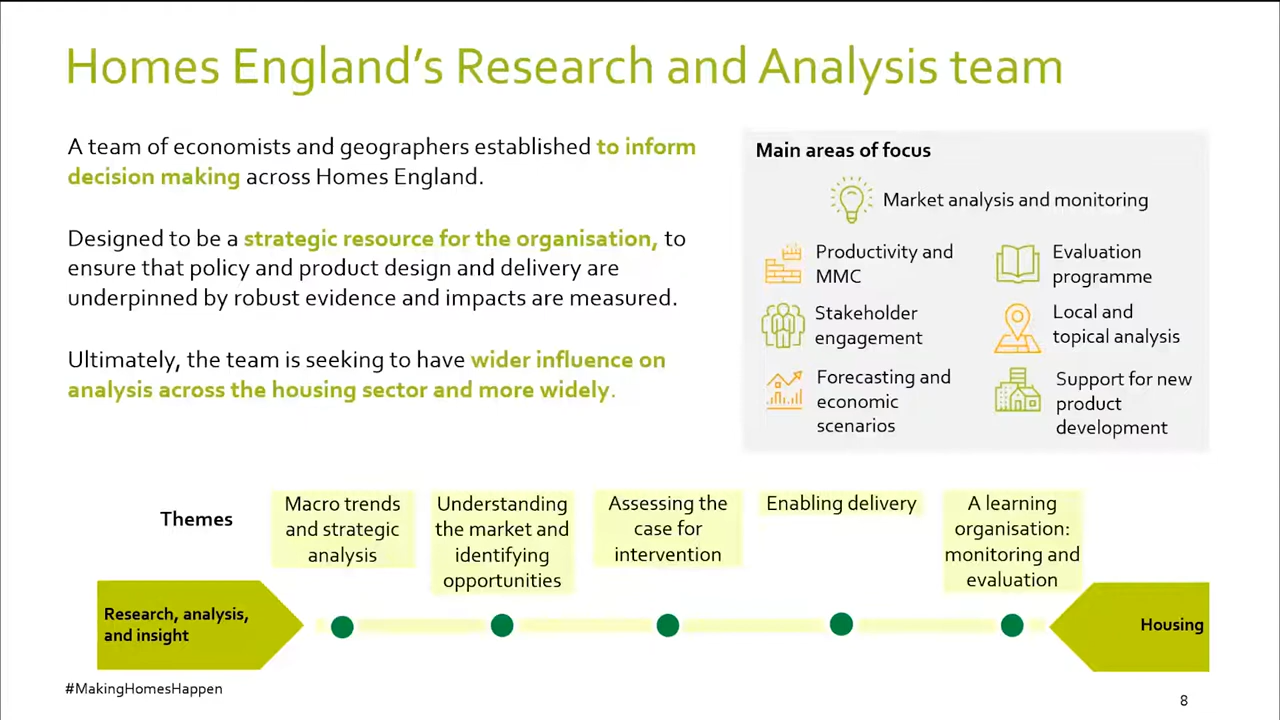 Homes England's Research and Analysis team
A team of economists and geographers established to inform
decision making across Homes England.
Designed to be a strategic resource for the organisation, to
ensure that policy and product design and delivery are
underpinned by robust evidence and impacts are measured.
Ultimately, the team is seeking to have wider influence on
analysis across the housing sector and more widely.
Main areas of focus
Market analysis and monitoring
Productivity and
MMC
Evaluation
programme
Stakeholder
engagement
Local and
topical analysis
Forecasting and
economic
scenarios
Support for new
product
development
Themes
Macro trends
and strategic
analysis
Understanding
the market and
identifying
opportunities
Assessing the
case for
intervention
Enabling delivery
A learning
organisation:
monitoring and
evaluation
Research, analysis,
and insight
Housing
#MakingHomesHappen
8